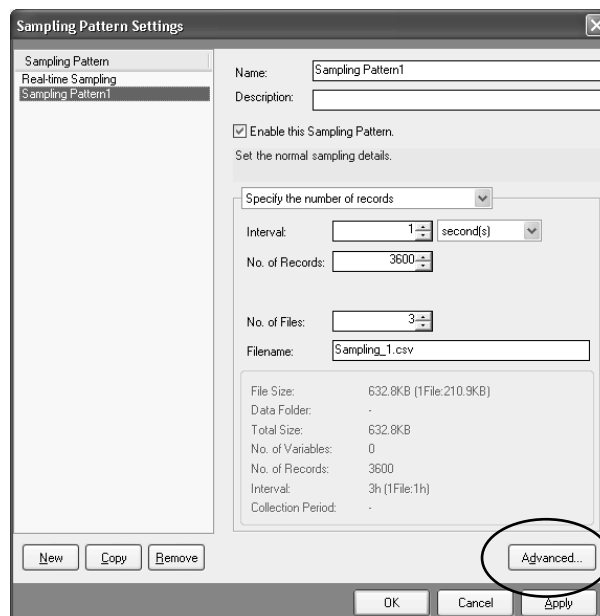 Sampling Pattern Settings
Sampling Pattern
Real-time Sampling
Sampling Pattern1
Name: Sampling Pattern1
Description:
Enable this Sampling Pattern.
Set the normal sampling details.
Specify the number of records
Interval: 1 second(s)
No. of Records: 3600
No. of Files: 3
Filename: Sampling_1.csv
File Size: 632.8KB (1File:210.9KB)
Data Folder: -
Total Size: 632.8KB
No. of Variables: 0
No. of Records: 3600
Interval: 3h (1File:1h)
Collection Period: -
New Copy Remove Advanced...
OK Cancel Apply